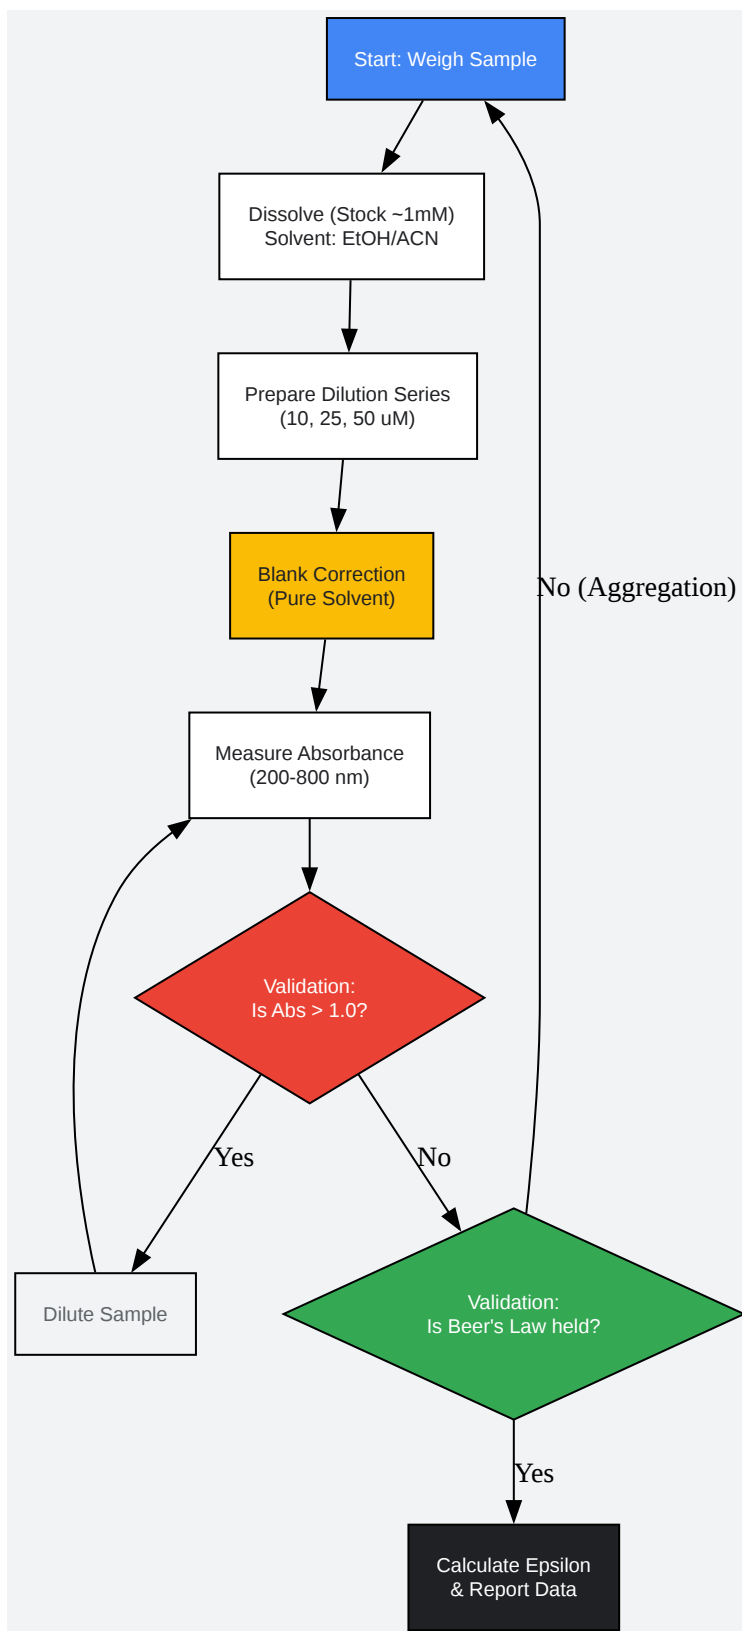 Start: Weigh Sample
Dissolve (Stock ~1mM)
Solvent: EtOH/ACN
Prepare Dilution Series
(10, 25, 50 uM)
Blank Correction
(Pure Solvent)
No (Aggregation)
Measure Absorbance
(200-800 nm)
Validation:
Is Abs > 1.0?
Yes
No
Dilute Sample
Validation:
Is Beer's Law held?
Yes
Calculate Epsilon
& Report Data